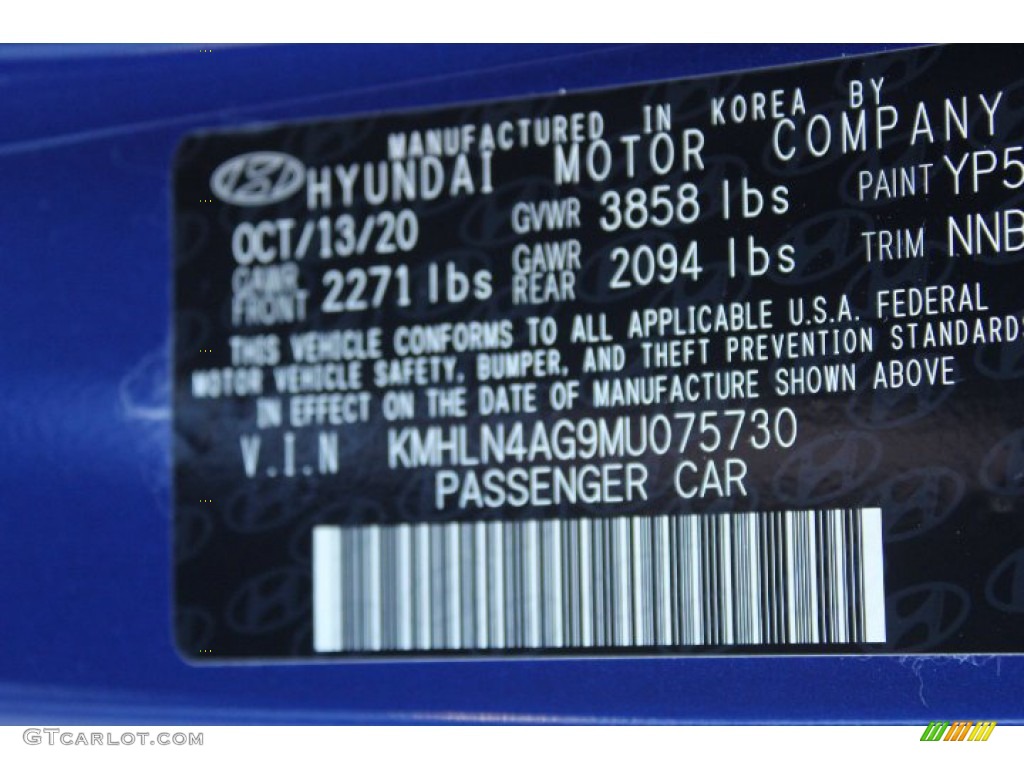 MANUFACTURED IN KOREA BY
HYUNDAI MOTOR COMPANY
OCT/13/20 GVWR 3858 lbs PAINT YP5
GAWR FRONT 2271 lbs GAWR REAR 2094 lbs TRIM NNB
THIS VEHICLE CONFORMS TO ALL APPLICABLE U.S.A. FEDERAL
MOTOR VEHICLE SAFETY, BUMPER, AND THEFT PREVENTION STANDARDS
IN EFFECT ON THE DATE OF MANUFACTURE SHOWN ABOVE
V.I.N KMHLN4AG9MU075730
PASSENGER CAR
GTCARLOT.COM